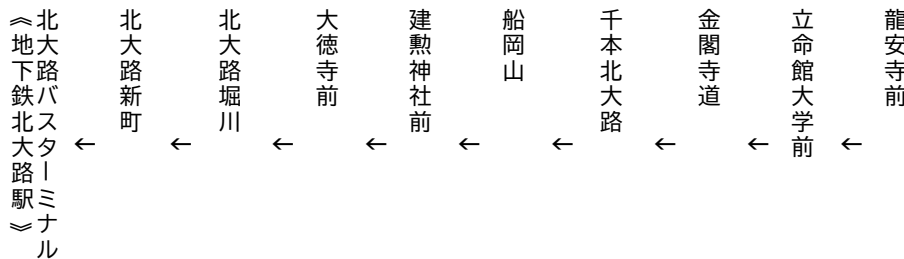 龍安寺前
←
立命館大学前
←
金閣寺道
←
千本北大路
←
船岡山
←
建勲神社前
←
大徳寺前
←
北大路堀川
←
北大路新町
←
北大路バスターミナル
《地下鉄北大路駅》